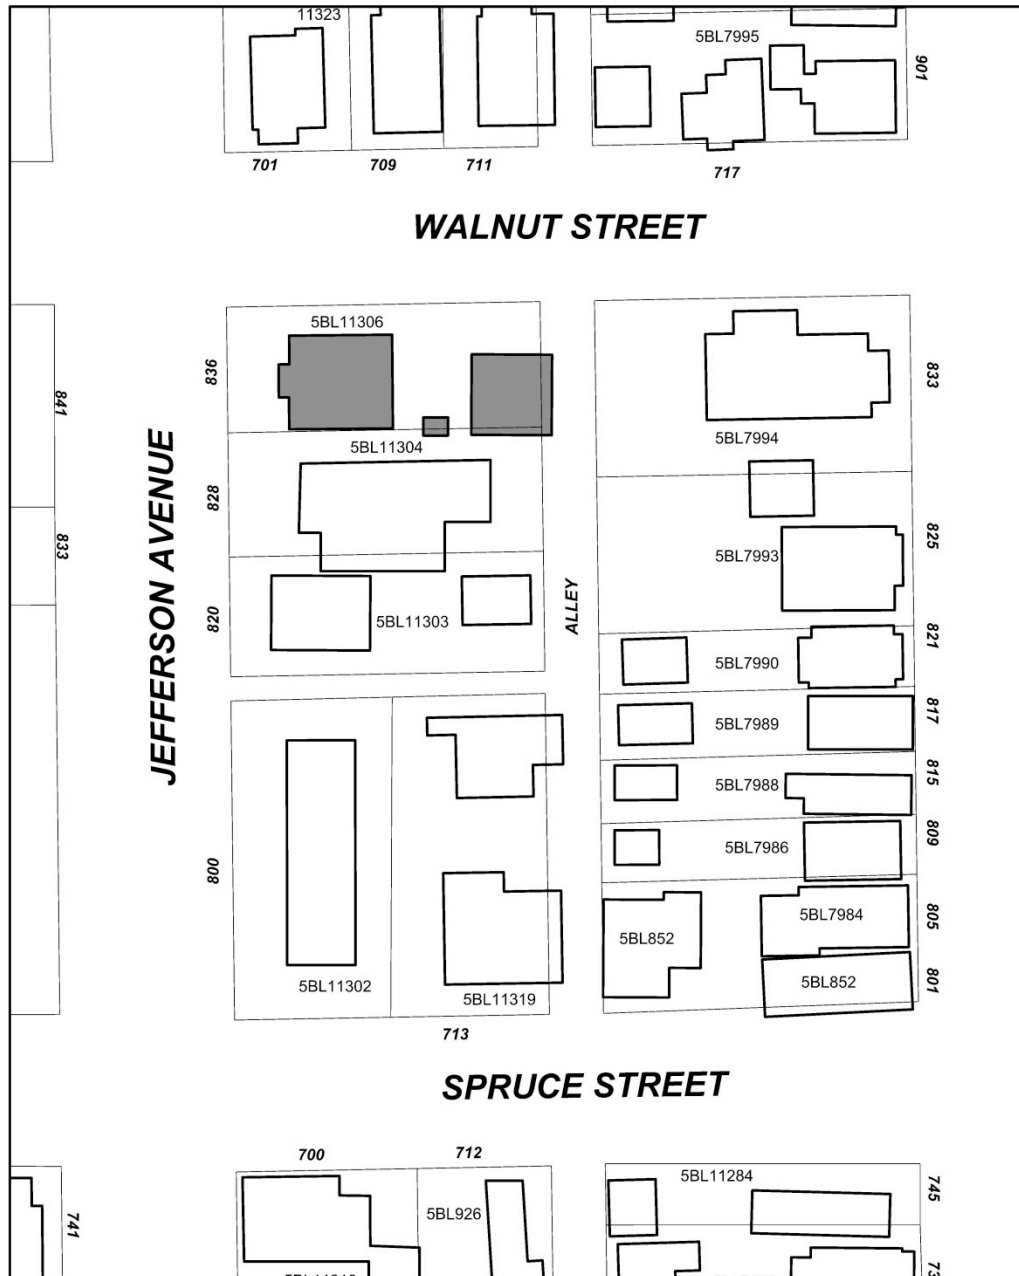 11323
5BL7995
901
701
709
711
717
WALNUT STREET
5BL11306
836
841
833
5BL7994
5BL11304
JEFFERSON AVENUE
828
833
825
5BL7993
820
5BL11303
ALLEY
821
5BL7990
817
5BL7989
815
5BL7988
809
5BL7986
800
805
5BL7984
5BL852
801
5BL852
5BL11302
5BL11319
713
SPRUCE STREET
700
712
5BL11284
745
741
5BL926